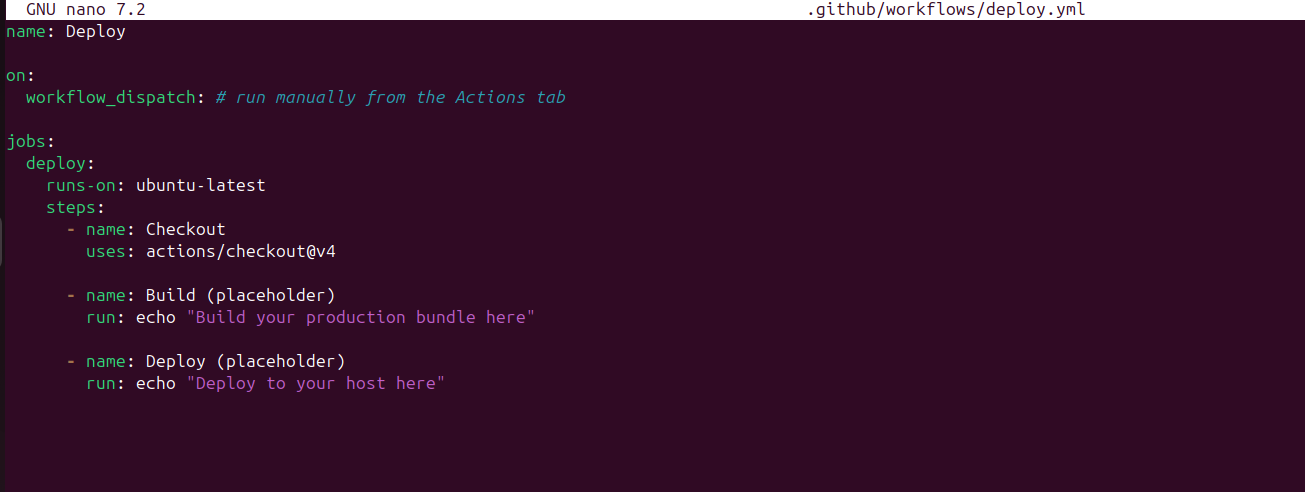 GNU nano 7.2 .github/workflows/deploy.yml
name: Deploy
on:
workflow_dispatch: # run manually from the Actions tab
jobs:
deploy:
runs-on: ubuntu-latest
steps:
- name: Checkout
uses: actions/checkout@v4
- name: Build (placeholder)
run: echo "Build your production bundle here"
- name: Deploy (placeholder)
run: echo "Deploy to your host here"